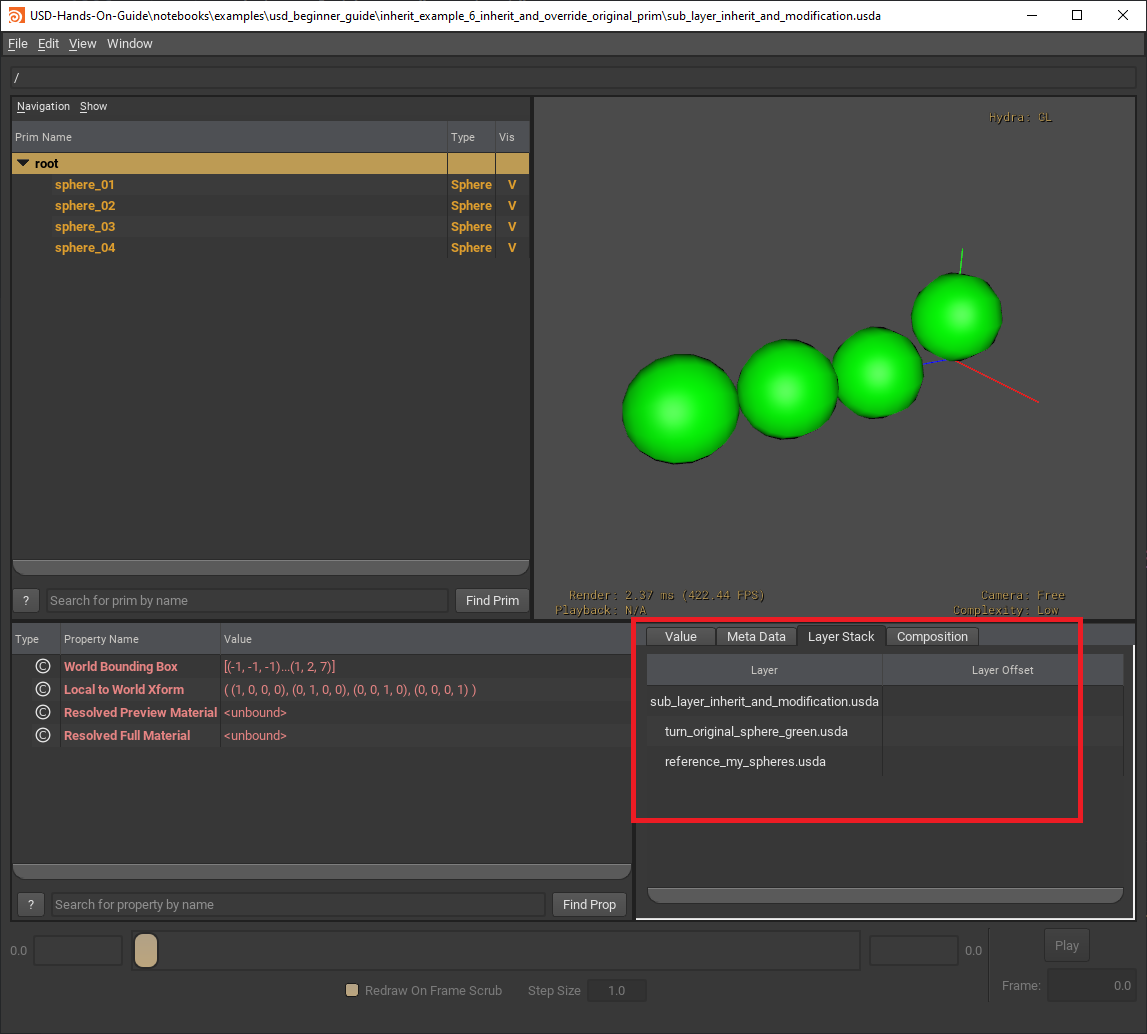 USD-Hands-On-Guide\notebooks\examples\usd_beginner_guide\inherit_example_6_inherit_and_override_original_prim\sub_layer_inherit_and_modification.usda
File Edit View Window
/
Navigation Show
Prim Name Type Vis
root
sphere_01 Sphere V
sphere_02 Sphere V
sphere_03 Sphere V
sphere_04 Sphere V
? Search for prim by name Find Prim
Hydra: GL
Render: 2.37 ms (422.44 FPS)
Playback: N/A
Camera: Free
Complexity: Low
Type Property Name Value
C World Bounding Box [(-1, -1, -1)...(1, 2, 7)]
C Local to World Xform ( (1, 0, 0, 0), (0, 1, 0, 0), (0, 0, 1, 0), (0, 0, 0, 1) )
C Resolved Preview Material <unbound>
C Resolved Full Material <unbound>
? Search for property by name Find Prop
Value Meta Data Layer Stack Composition
Layer Layer Offset
sub_layer_inherit_and_modification.usda
turn_original_sphere_green.usda
reference_my_spheres.usda
0.0 0.0 Play
Redraw On Frame Scrub Step Size 1.0 Frame: 0.0